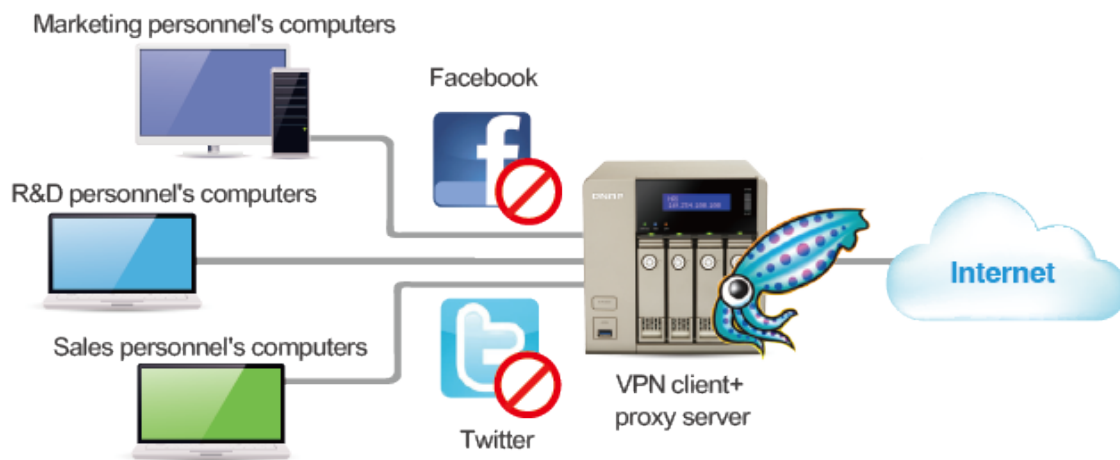 Marketing personnel's computers
Facebook
R&D personnel's computers
Internet
Sales personnel's computers
VPN client+
proxy server
Twitter